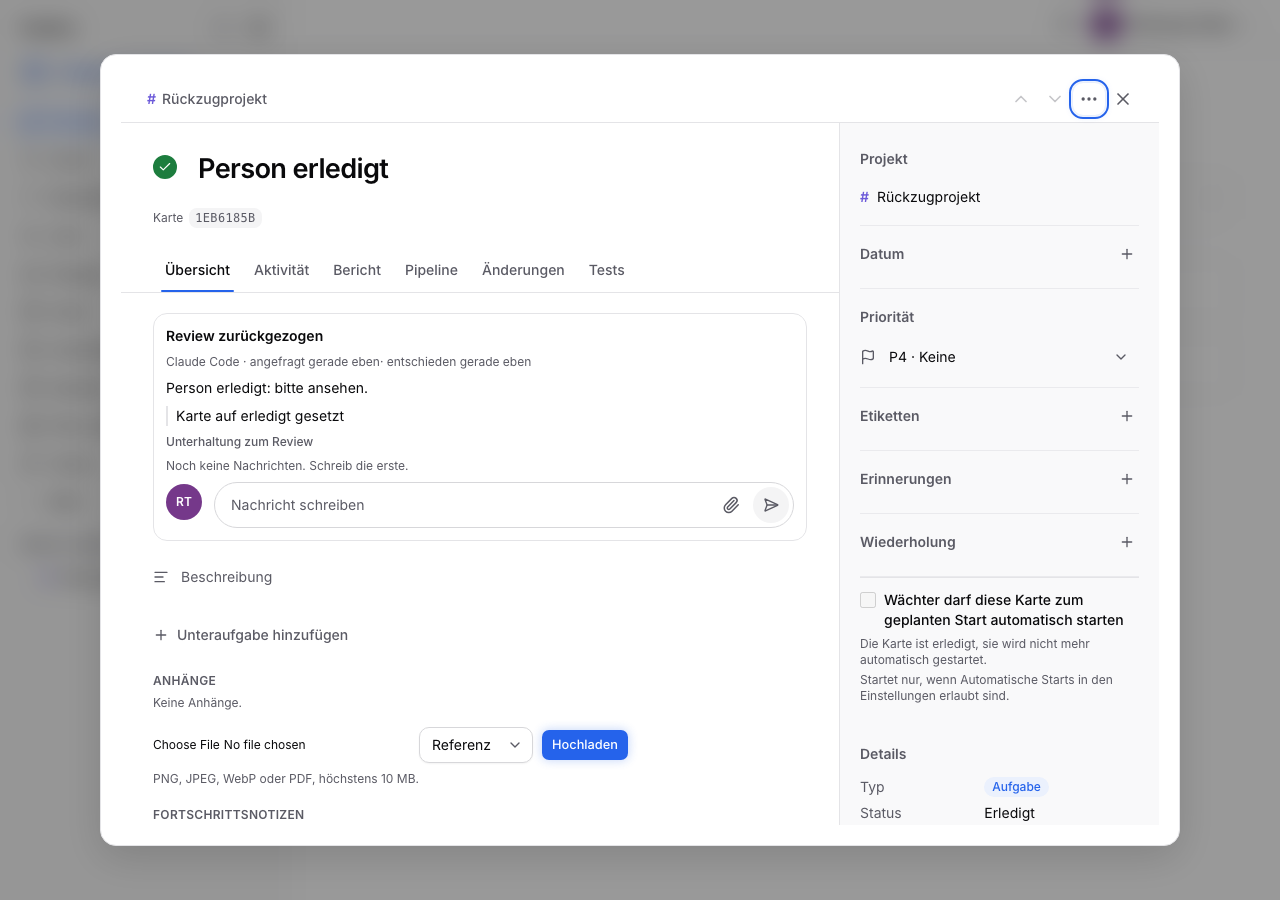 # Rückzugprojekt
Person erledigt
Karte 1EB6185B
Übersicht Aktivität Bericht Pipeline Änderungen Tests
Review zurückgezogen
Claude Code · angefragt gerade eben· entschieden gerade eben
Person erledigt: bitte ansehen.
Karte auf erledigt gesetzt
Unterhaltung zum Review
Noch keine Nachrichten. Schreib die erste.
RT Nachricht schreiben
Beschreibung
Unteraufgabe hinzufügen
ANHÄNGE
Keine Anhänge.
Choose File No file chosen Referenz Hochladen
PNG, JPEG, WebP oder PDF, höchstens 10 MB.
FORTSCHRITTSNOTIZEN
Projekt
# Rückzugprojekt
Datum
Priorität
P4 · Keine
Etiketten
Erinnerungen
Wiederholung
Wächter darf diese Karte zum
geplanten Start automatisch starten
Die Karte ist erledigt, sie wird nicht mehr
automatisch gestartet.
Startet nur, wenn Automatische Starts in den
Einstellungen erlaubt sind.
Details
Typ Aufgabe
Status Erledigt